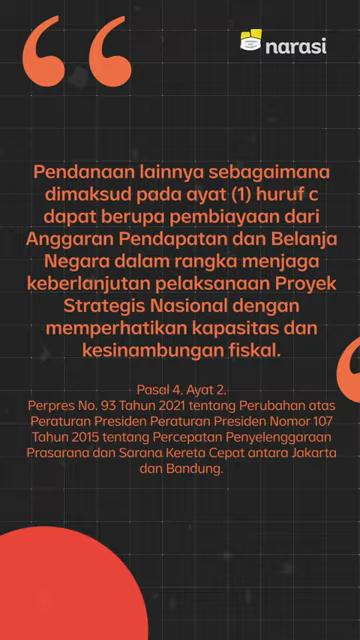 narasi
Pendanaan lainnya sebagaimana
dimaksud pada ayat (1) huruf c
dapat berupa pembiayaan dari
Anggaran Pendapatan dan Belanja
Negara dalam rangka menjaga
keberlanjutan pelaksanaan Proyek
Strategis Nasional dengan
memperhatikan kapasitas dan
kesinambungan fiskal.
Pasal 4. Ayat 2.
Perpres No. 93 Tahun 2021 tentang Perubahan atas
Peraturan Presiden Peraturan Presiden Nomor 107
Tahun 2015 tentang Percepatan Penyelenggaraan
Prasarana dan Sarana Kereta Cepat antara Jakarta
dan Bandung.